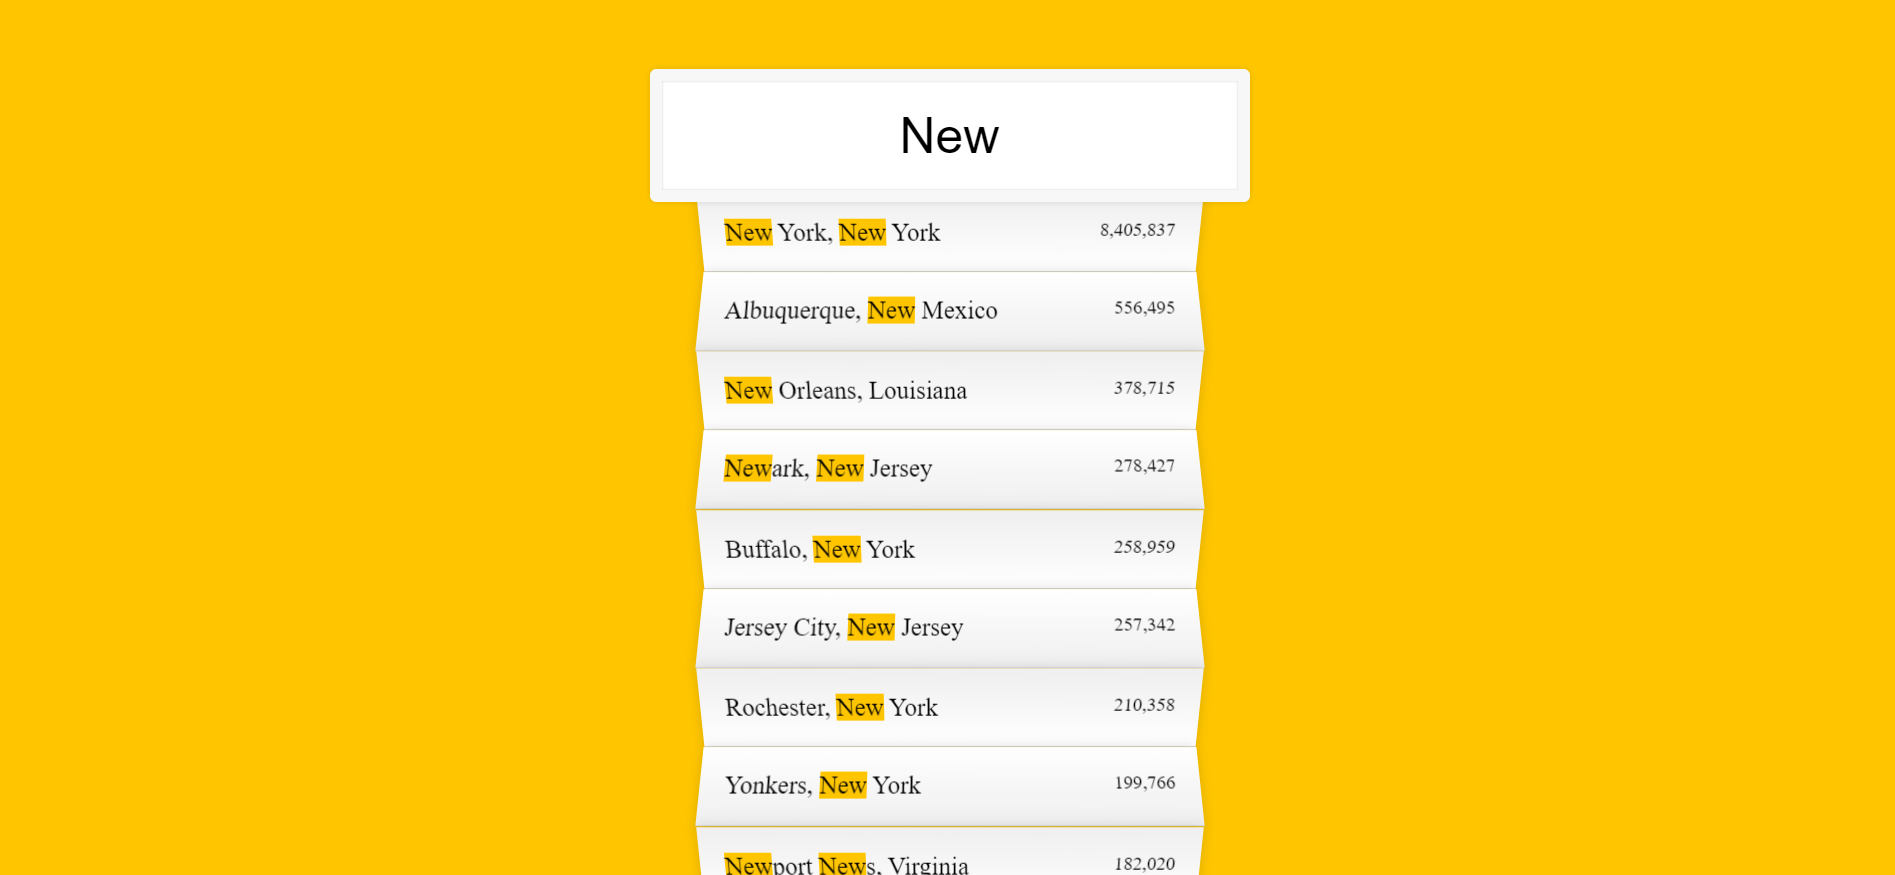 New
New York, New York 8,405,837
Albuquerque, New Mexico 556,495
New Orleans, Louisiana 378,715
Newark, New Jersey 278,427
Buffalo, New York 258,959
Jersey City, New Jersey 257,342
Rochester, New York 210,358
Yonkers, New York 199,766
Newport News, Virginia 182,020